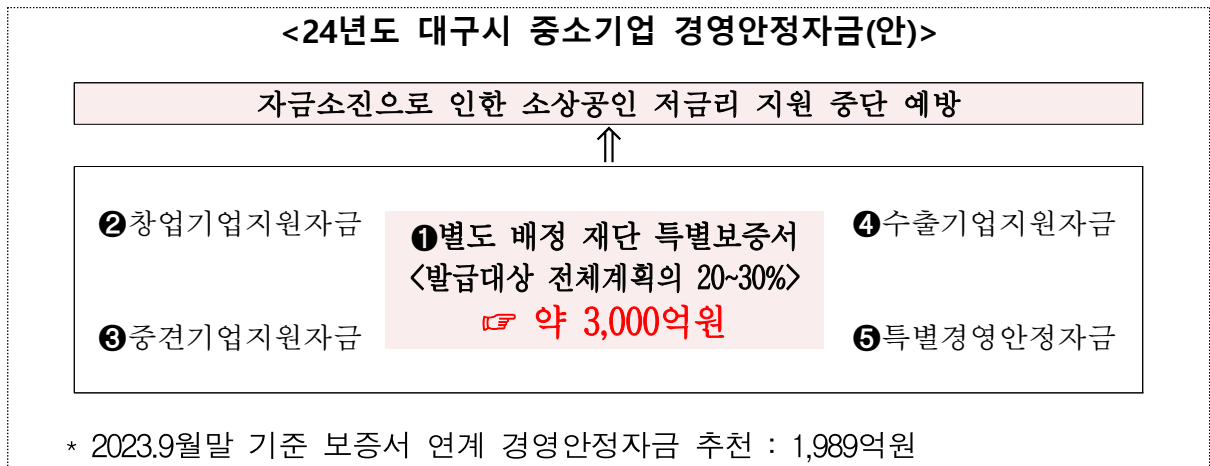 <24년도 대구시 중소기업 경영안정자금(안)>
자금소진으로 인한 소상공인 저금리 지원 중단 예방
⇑
❷창업기업지원자금
❸중견기업지원자금
❶별도 배정 재단 특별보증서
<발급대상 전체계획의 20~30%>
☞ 약 3,000억원
❹수출기업지원자금
❺특별경영안정자금
* 2023.9월말 기준 보증서 연계 경영안정자금 추천 : 1,989억원